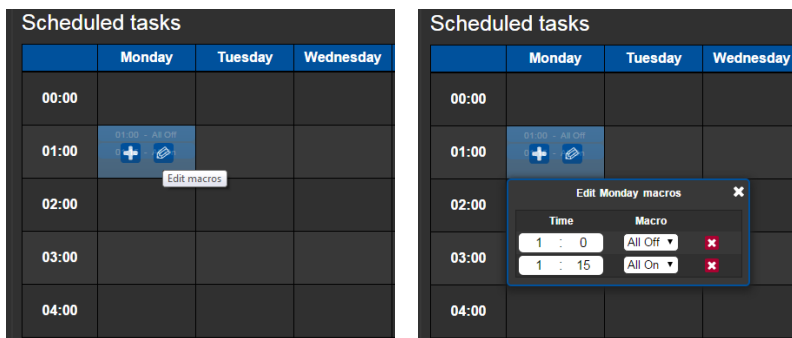 Scheduled tasks
Monday Tuesday Wednesday
00:00
01:00 - All Off
01:00
Edit macros
02:00
03:00
04:00
Scheduled tasks
Monday Tuesday Wednesday
00:00
01:00 - All Off
01:00
02:00
Edit Monday macros
Time Macro
1 : 0 All Off
03:00
1 : 15 All On
04:00